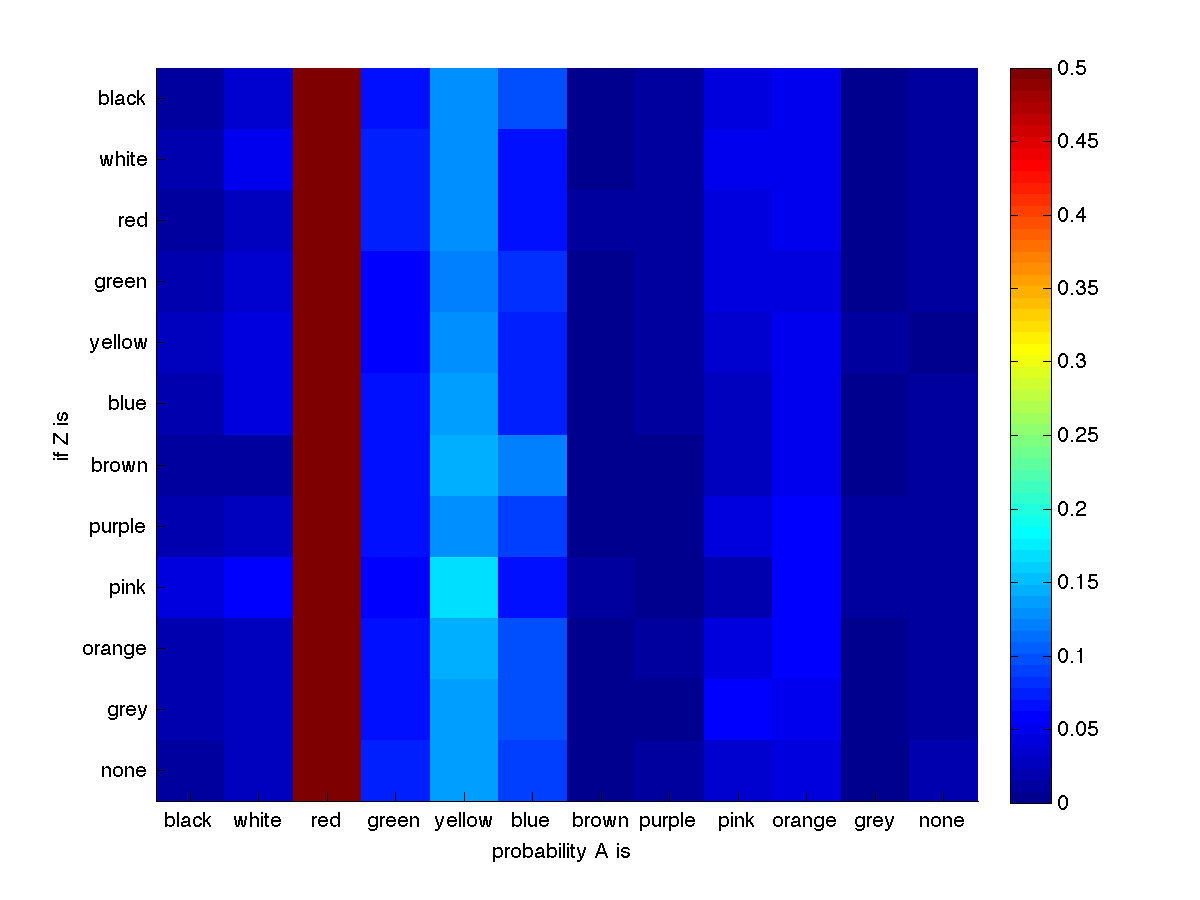 if Z is
black
white
red
green
yellow
blue
brown
purple
pink
orange
grey
none
black white red green yellow blue brown purple pink orange grey none
probability A is
0.5
0.45
0.4
0.35
0.3
0.25
0.2
0.15
0.1
0.05
0